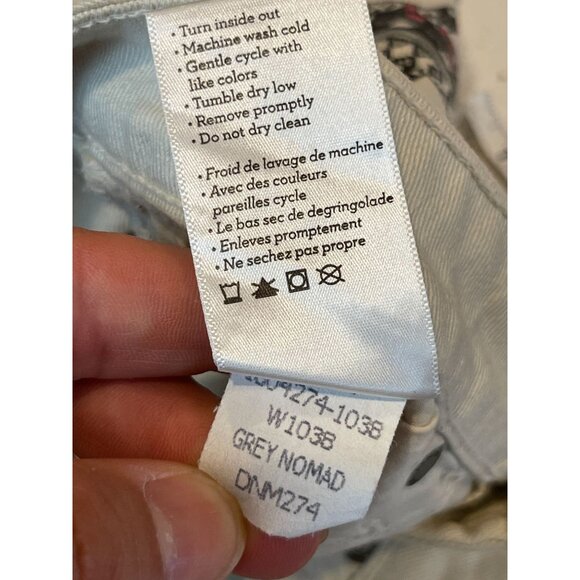 • Turn inside out
• Machine wash cold
• Gentle cycle with
like colors
• Tumble dry low
• Remove promptly
• Do not dry clean
• Froid de lavage de machine
• Avec des couleurs
pareilles cycle
• Le bas sec de degringolade
• Enleves promptement
• Ne sechez pas propre
W103B
GREY NOMAD
DNM274